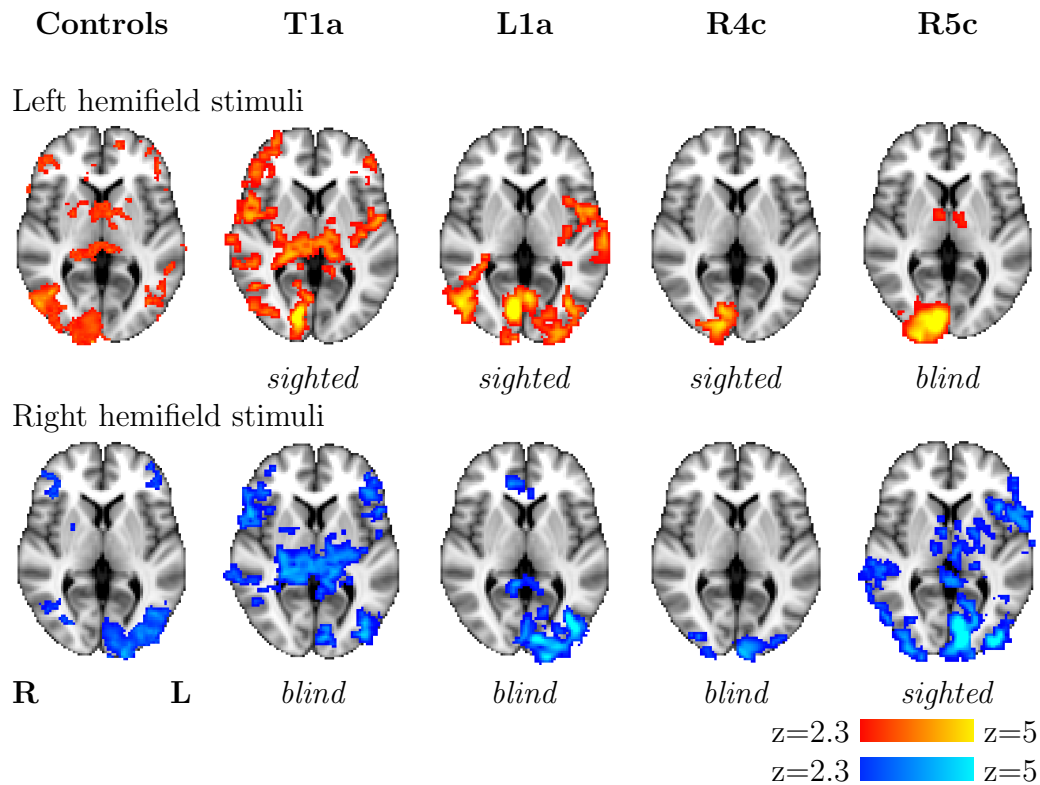 Controls T1a L1a R4c R5c
Left hemifield stimuli
sighted sighted sighted blind
Right hemifield stimuli
R L blind blind blind sighted
z=2.3 z=5
z=2.3 z=5